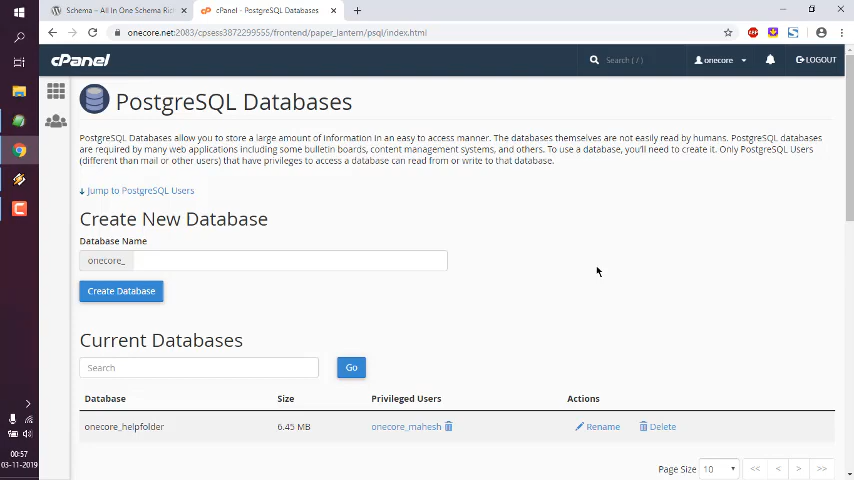 Schema – All In One Schema Rich
cPanel - PostgreSQL Databases
onecore.net:2083/cpsess3872299555/frontend/paper_lantern/psql/index.html
cPanel
Search ( / )
onecore
LOGOUT
PostgreSQL Databases
PostgreSQL Databases allow you to store a large amount of information in an easy to access manner. The databases themselves are not easily read by humans. PostgreSQL databases
are required by many web applications including some bulletin boards, content management systems, and others. To use a database, you'll need to create it. Only PostgreSQL Users
(different than mail or other users) that have privileges to access a database can read from or write to that database.
Jump to PostgreSQL Users
Create New Database
Database Name
onecore_
Create Database
Current Databases
Search
Go
Database Size Privileged Users Actions
onecore_helpfolder 6.45 MB onecore_mahesh Rename Delete
Page Size 10 << < > >>
00:57
03-11-2019